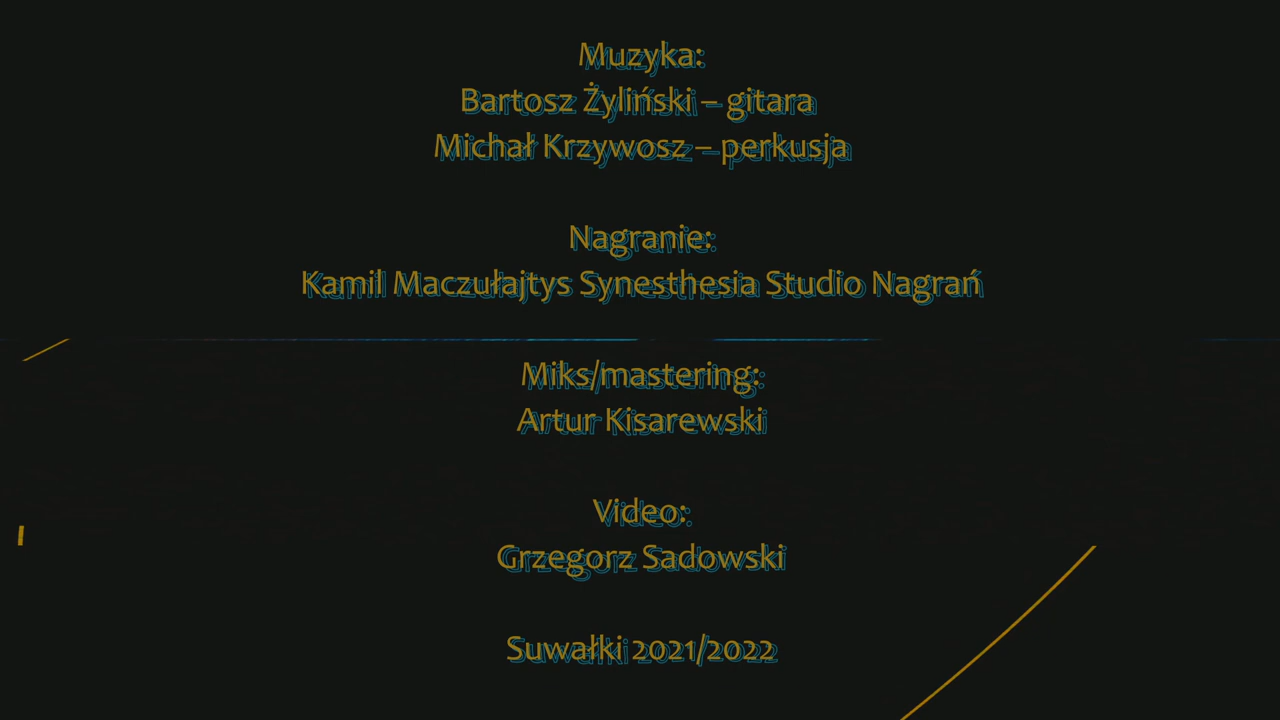 Muzyka:
Bartosz Żyliński – gitara
Michał Krzywosz – perkusja
Nagranie:
Kamil Maczułajtys Synesthesia Studio Nagrań
Miks/mastering:
Artur Kisarewski
Video:
Grzegorz Sadowski
Suwałki 2021/2022